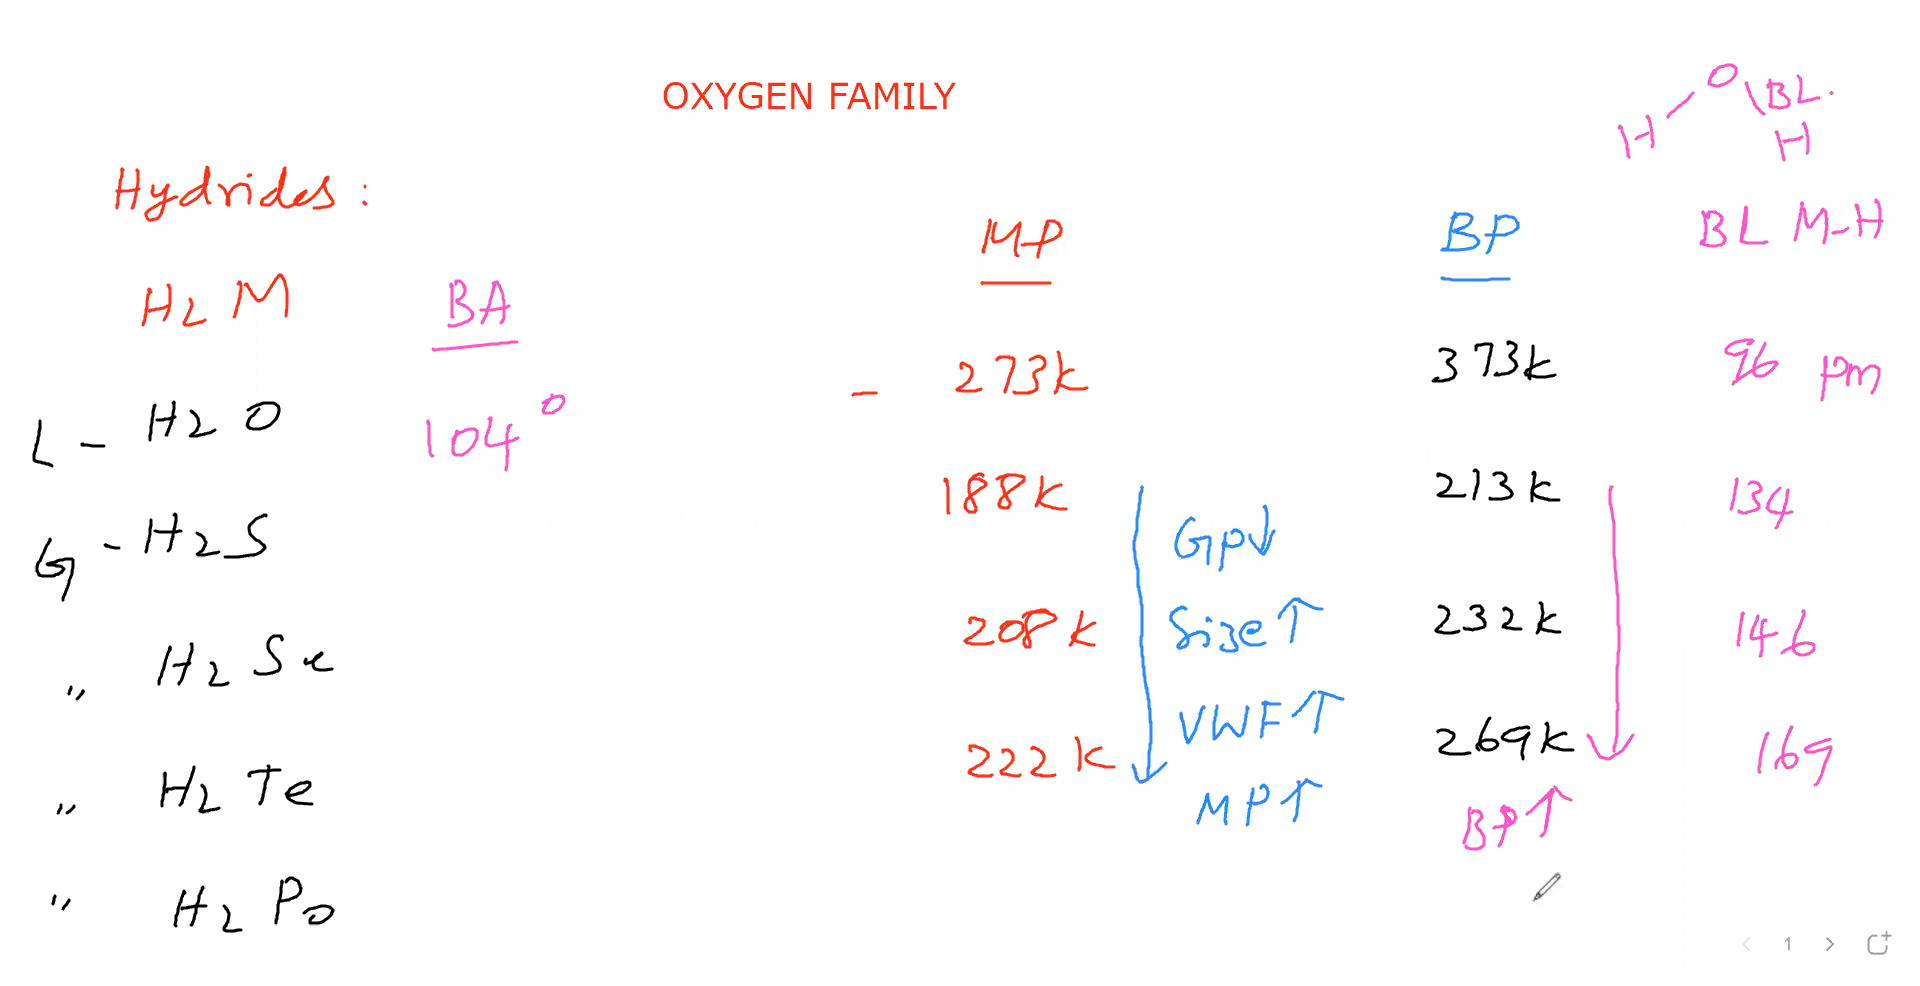 OXYGEN FAMILY
O
BL.
H
H
Hydrides :
MP
BP
BL M-H
H2 M
BA
L - H2 O
104°
- 273k
373k
96 pm
G - H2S
188k
Gp↓
213k
134
" H2 Se
208k
Size↑
232k
146
" H2 Te
222k
VWF↑
269k
169
MP↑
BP↑
" H2 Po
< 1 >